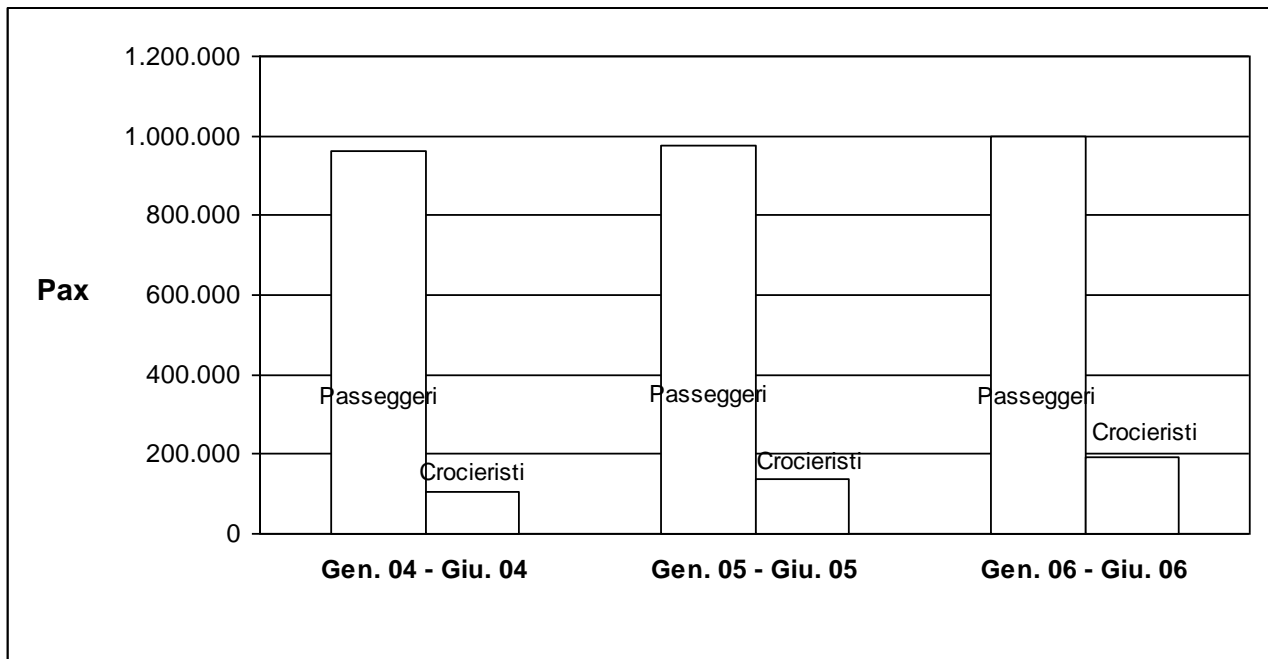 1.200.000
1.000.000
800.000
600.000
400.000
200.000
0
Pax
Passeggeri
Crocieristi
Passeggeri
Crocieristi
Passeggeri
Crocieristi
Gen. 04 - Giu. 04
Gen. 05 - Giu. 05
Gen. 06 - Giu. 06